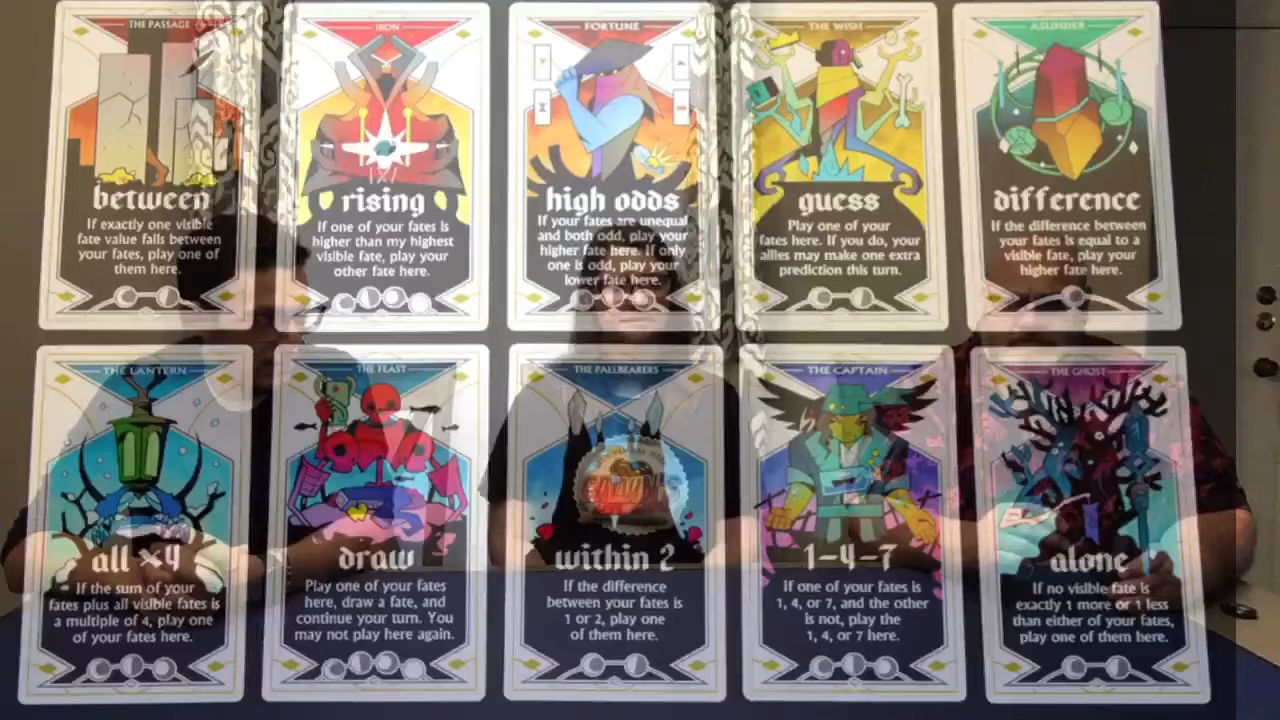 THE PASSAGE
between
If exactly one visible
fate value falls between
your fates, play one of
them here.
IRON
rising
If one of your fates is
higher than my highest
visible fate, play your
other fate here.
FORTUNE
high odds
If your fates are unequal
and both odd, play your
higher fate here. If only
one is odd, play your
lower fate here.
THE WISH
guess
Play one of your
fates here. If you do, your
allies may make one extra
prediction this turn.
ASUNDER
difference
If the difference between
your fates is equal to a
visible fate, play your
higher fate here.
THE LANTERN
all ×4
If the sum of your
fates plus all visible fates is
a multiple of 4, play one
of your fates here.
THE FEAST
draw
Play one of your fates
here, draw a fate, and
continue your turn. You
may not play here again.
THE PALLBEARERS
within 2
If the difference
between your fates is
1 or 2, play one
of them here.
THE CAPTAIN
1-4-7
If one of your fates is
1, 4, or 7, and the other
is not, play the
1, 4, or 7 here.
THE GHOST
alone
If no visible fate is
exactly 1 more or 1 less
than either of your fates,
play one of them here.